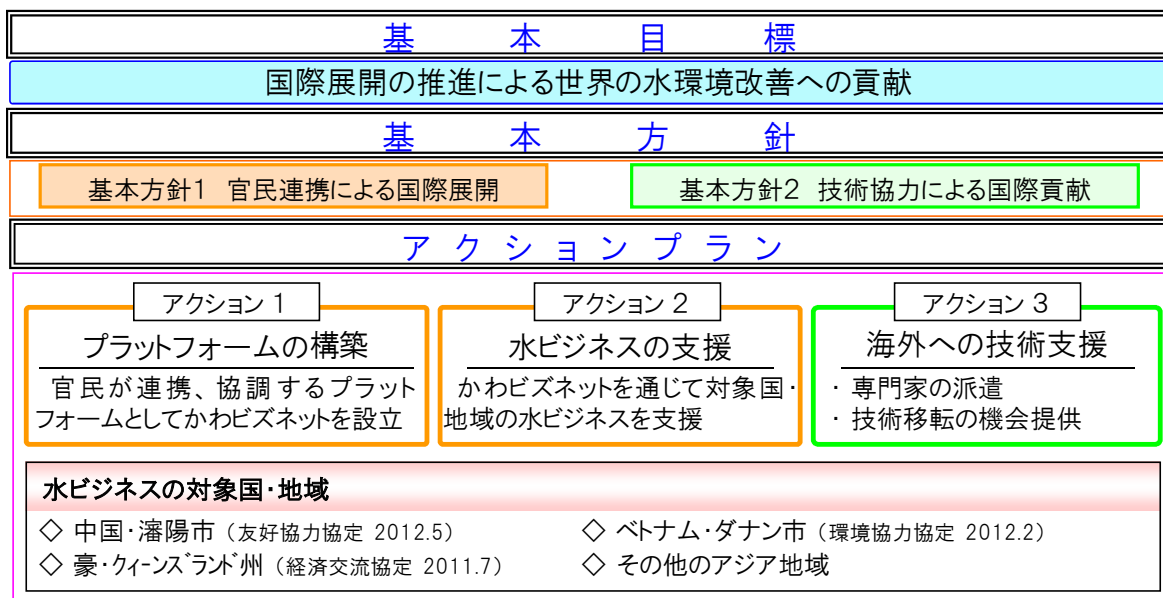 基本目標
国際展開の推進による世界の水環境改善への貢献
基本方針
基本方針1 官民連携による国際展開
基本方針2 技術協力による国際貢献
アクションプラン
アクション 1
プラットフォームの構築
官民が連携、協調するプラット
フォームとしてかわビズネットを設立
アクション 2
水ビジネスの支援
かわビズネットを通じて対象国・
地域の水ビジネスを支援
アクション 3
海外への技術支援
・専門家の派遣
・技術移転の機会提供
水ビジネスの対象国・地域
◇ 中国・瀋陽市（友好協力協定 2012.5）
◇ ベトナム・ダナン市（環境協力協定 2012.2）
◇ 豪・クィーンズランド州（経済交流協定 2011.7）
◇ その他のアジア地域